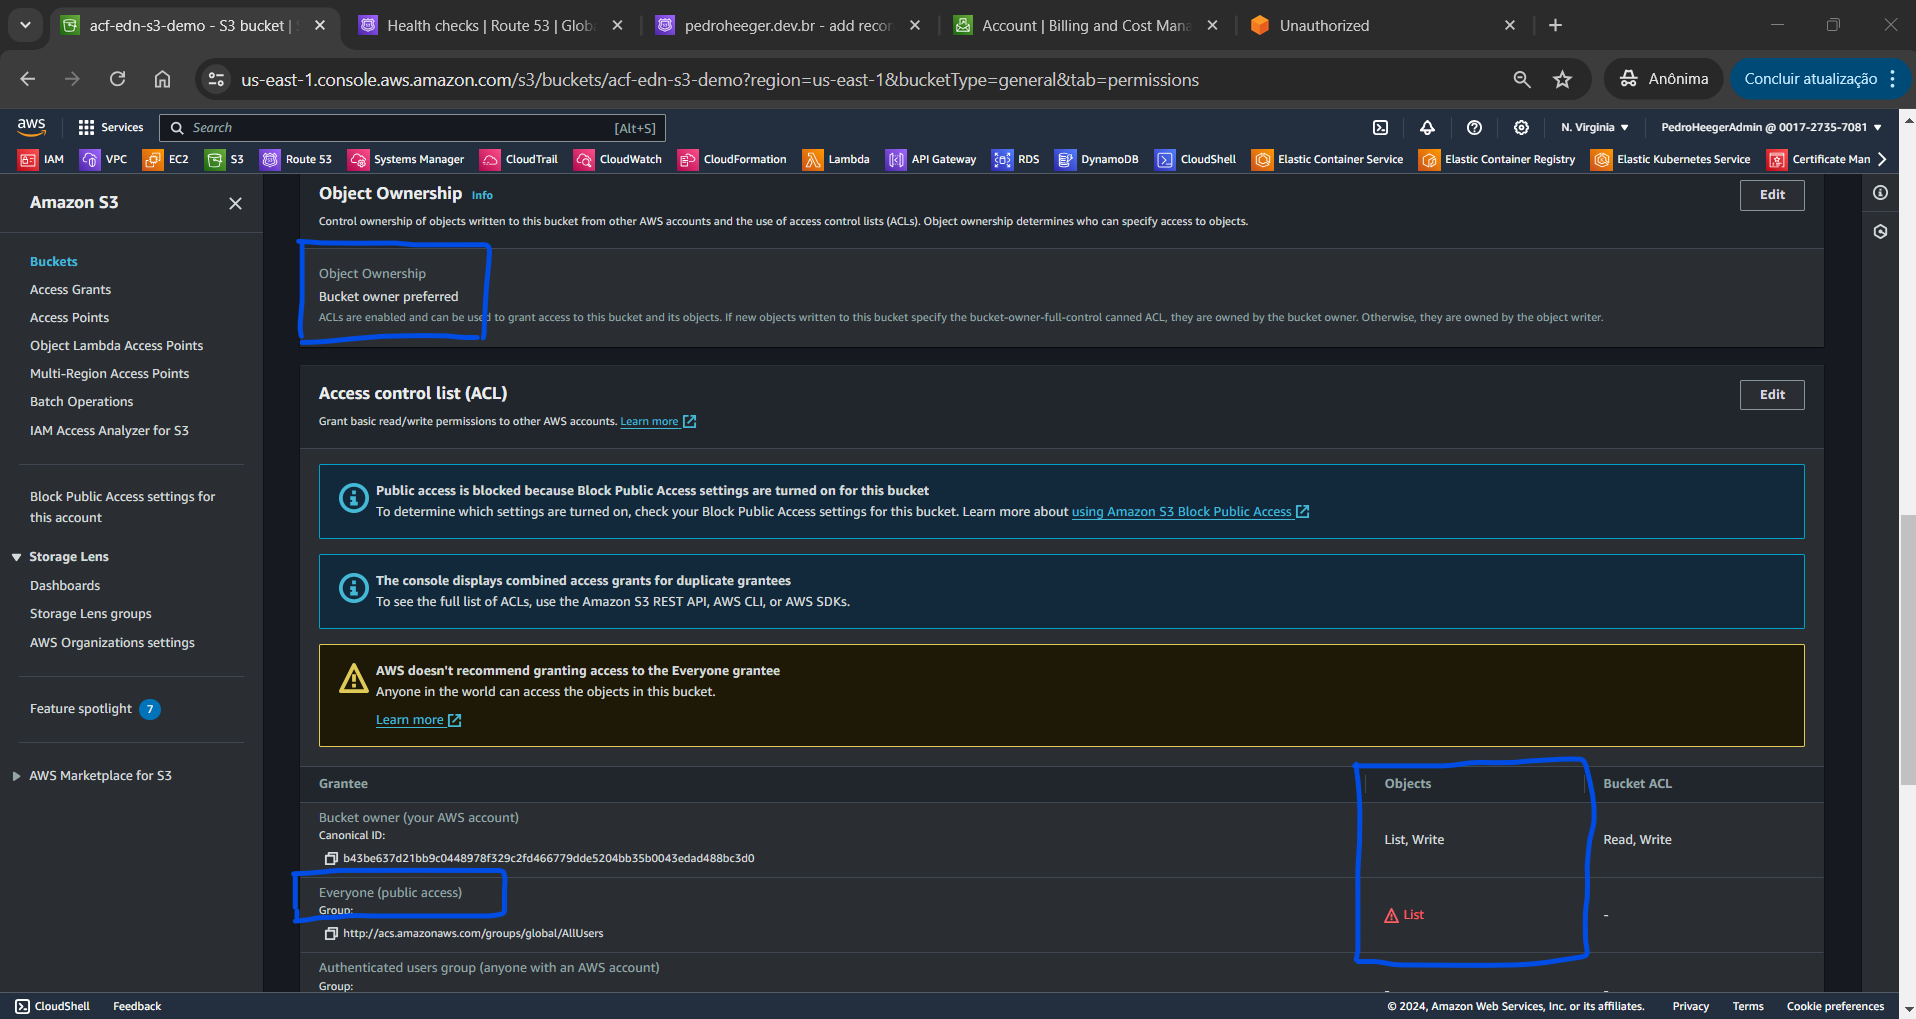 acf-edn-s3-demo - S3 bucket | S
Health checks | Route 53 | Globa
pedroheeger.dev.br - add recor
Account | Billing and Cost Mana
Unauthorized
us-east-1.console.aws.amazon.com/s3/buckets/acf-edn-s3-demo?region=us-east-1&bucketType=general&tab=permissions
Anônima
Concluir atualização
aws
Services
Search
[Alt+S]
N. Virginia
PedroHeegerAdmin @ 0017-2735-7081
IAM
VPC
EC2
S3
Route 53
Systems Manager
CloudTrail
CloudWatch
CloudFormation
Lambda
API Gateway
RDS
DynamoDB
CloudShell
Elastic Container Service
Elastic Container Registry
Elastic Kubernetes Service
Certificate Man
Amazon S3
Buckets
Access Grants
Access Points
Object Lambda Access Points
Multi-Region Access Points
Batch Operations
IAM Access Analyzer for S3
Block Public Access settings for
this account
Storage Lens
Dashboards
Storage Lens groups
AWS Organizations settings
Feature spotlight 7
AWS Marketplace for S3
Object Ownership Info
Edit
Control ownership of objects written to this bucket from other AWS accounts and the use of access control lists (ACLs). Object ownership determines who can specify access to objects.
Object Ownership
Bucket owner preferred
ACLs are enabled and can be used to grant access to this bucket and its objects. If new objects written to this bucket specify the bucket-owner-full-control canned ACL, they are owned by the bucket owner. Otherwise, they are owned by the object writer.
Access control list (ACL)
Edit
Grant basic read/write permissions to other AWS accounts. Learn more
Public access is blocked because Block Public Access settings are turned on for this bucket
To determine which settings are turned on, check your Block Public Access settings for this bucket. Learn more about using Amazon S3 Block Public Access
The console displays combined access grants for duplicate grantees
To see the full list of ACLs, use the Amazon S3 REST API, AWS CLI, or AWS SDKs.
AWS doesn't recommend granting access to the Everyone grantee
Anyone in the world can access the objects in this bucket.
Learn more
Grantee
Objects
Bucket ACL
Bucket owner (your AWS account)
Canonical ID:
b43be637d21bb9c0448978f329c2fd466779dde5204bb35b0043edad488bc3d0
List, Write
Read, Write
Everyone (public access)
Group:
http://acs.amazonaws.com/groups/global/AllUsers
List
-
Authenticated users group (anyone with an AWS account)
Group:
-
-
CloudShell
Feedback
© 2024, Amazon Web Services, Inc. or its affiliates.
Privacy
Terms
Cookie preferences